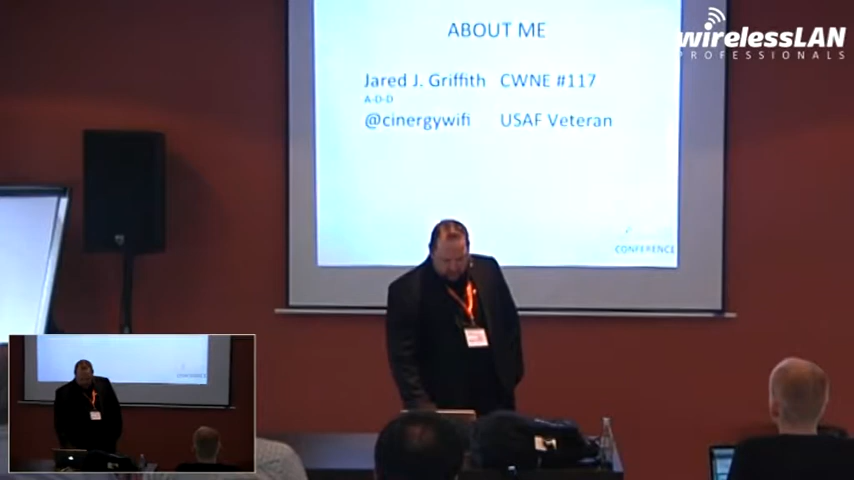 ABOUT ME
wirelessLAN
PROFESSIONALS
Jared J. Griffith CWNE #117
A-D-D
@cinergywifi USAF Veteran
CONFERENCE